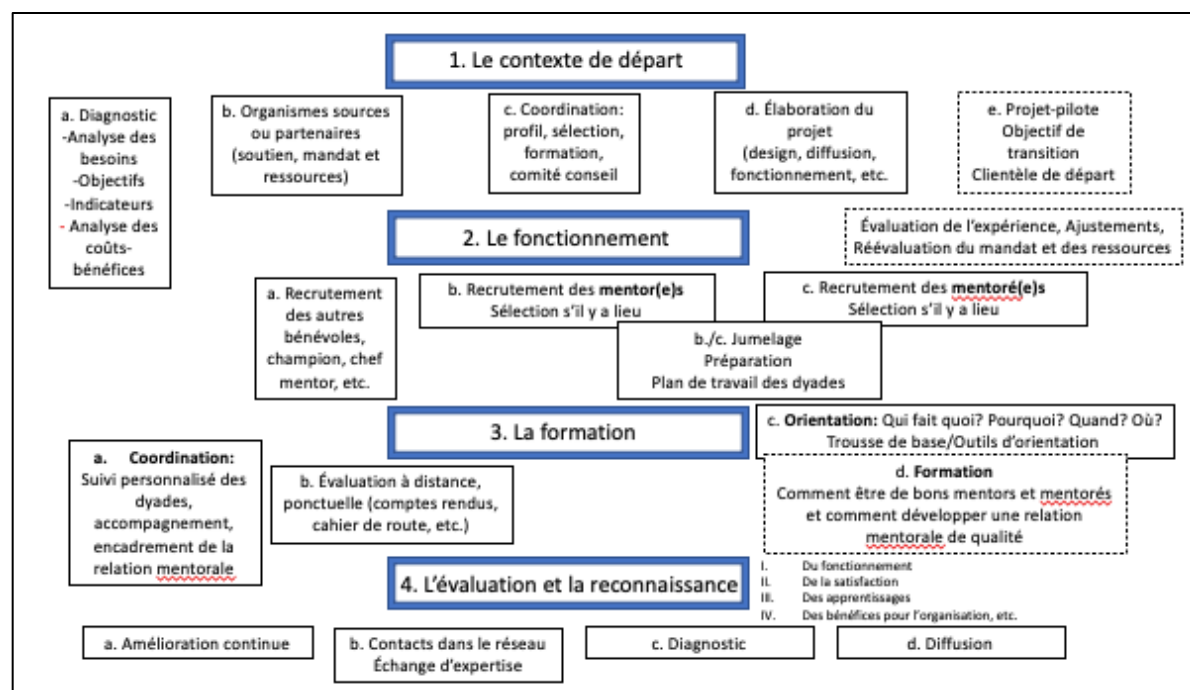 1. Le contexte de départ
a. Diagnostic
-Analyse des
besoins
-Objectifs
-Indicateurs
- Analyse des
coûts-
bénéfices
b. Organismes sources
ou partenaires
(soutien, mandat et
ressources)
c. Coordination:
profil, sélection,
formation,
comité conseil
d. Élaboration du
projet
(design, diffusion,
fonctionnement, etc.
e. Projet-pilote
Objectif de
transition
Clientèle de départ
2. Le fonctionnement
Évaluation de l'expérience, Ajustements,
Réévaluation du mandat et des ressources
a. Recrutement
des autres
bénévoles,
champion, chef
mentor, etc.
b. Recrutement des mentor(e)s
Sélection s'il y a lieu
c. Recrutement des mentoré(e)s
Sélection s'il y a lieu
b./c. Jumelage
Préparation
Plan de travail des dyades
3. La formation
a. Coordination:
Suivi personnalisé des
dyades,
accompagnement,
encadrement de la
relation mentorale
b. Évaluation à distance,
ponctuelle (comptes rendus,
cahier de route, etc.)
c. Orientation: Qui fait quoi? Pourquoi? Quand? Où?
Trousse de base/Outils d'orientation
d. Formation
Comment être de bons mentors et mentorés
et comment développer une relation
mentorale de qualité
4. L'évaluation et la reconnaissance
I. Du fonctionnement
II. De la satisfaction
III. Des apprentissages
IV. Des bénéfices pour l'organisation, etc.
a. Amélioration continue
b. Contacts dans le réseau
Échange d'expertise
c. Diagnostic
d. Diffusion